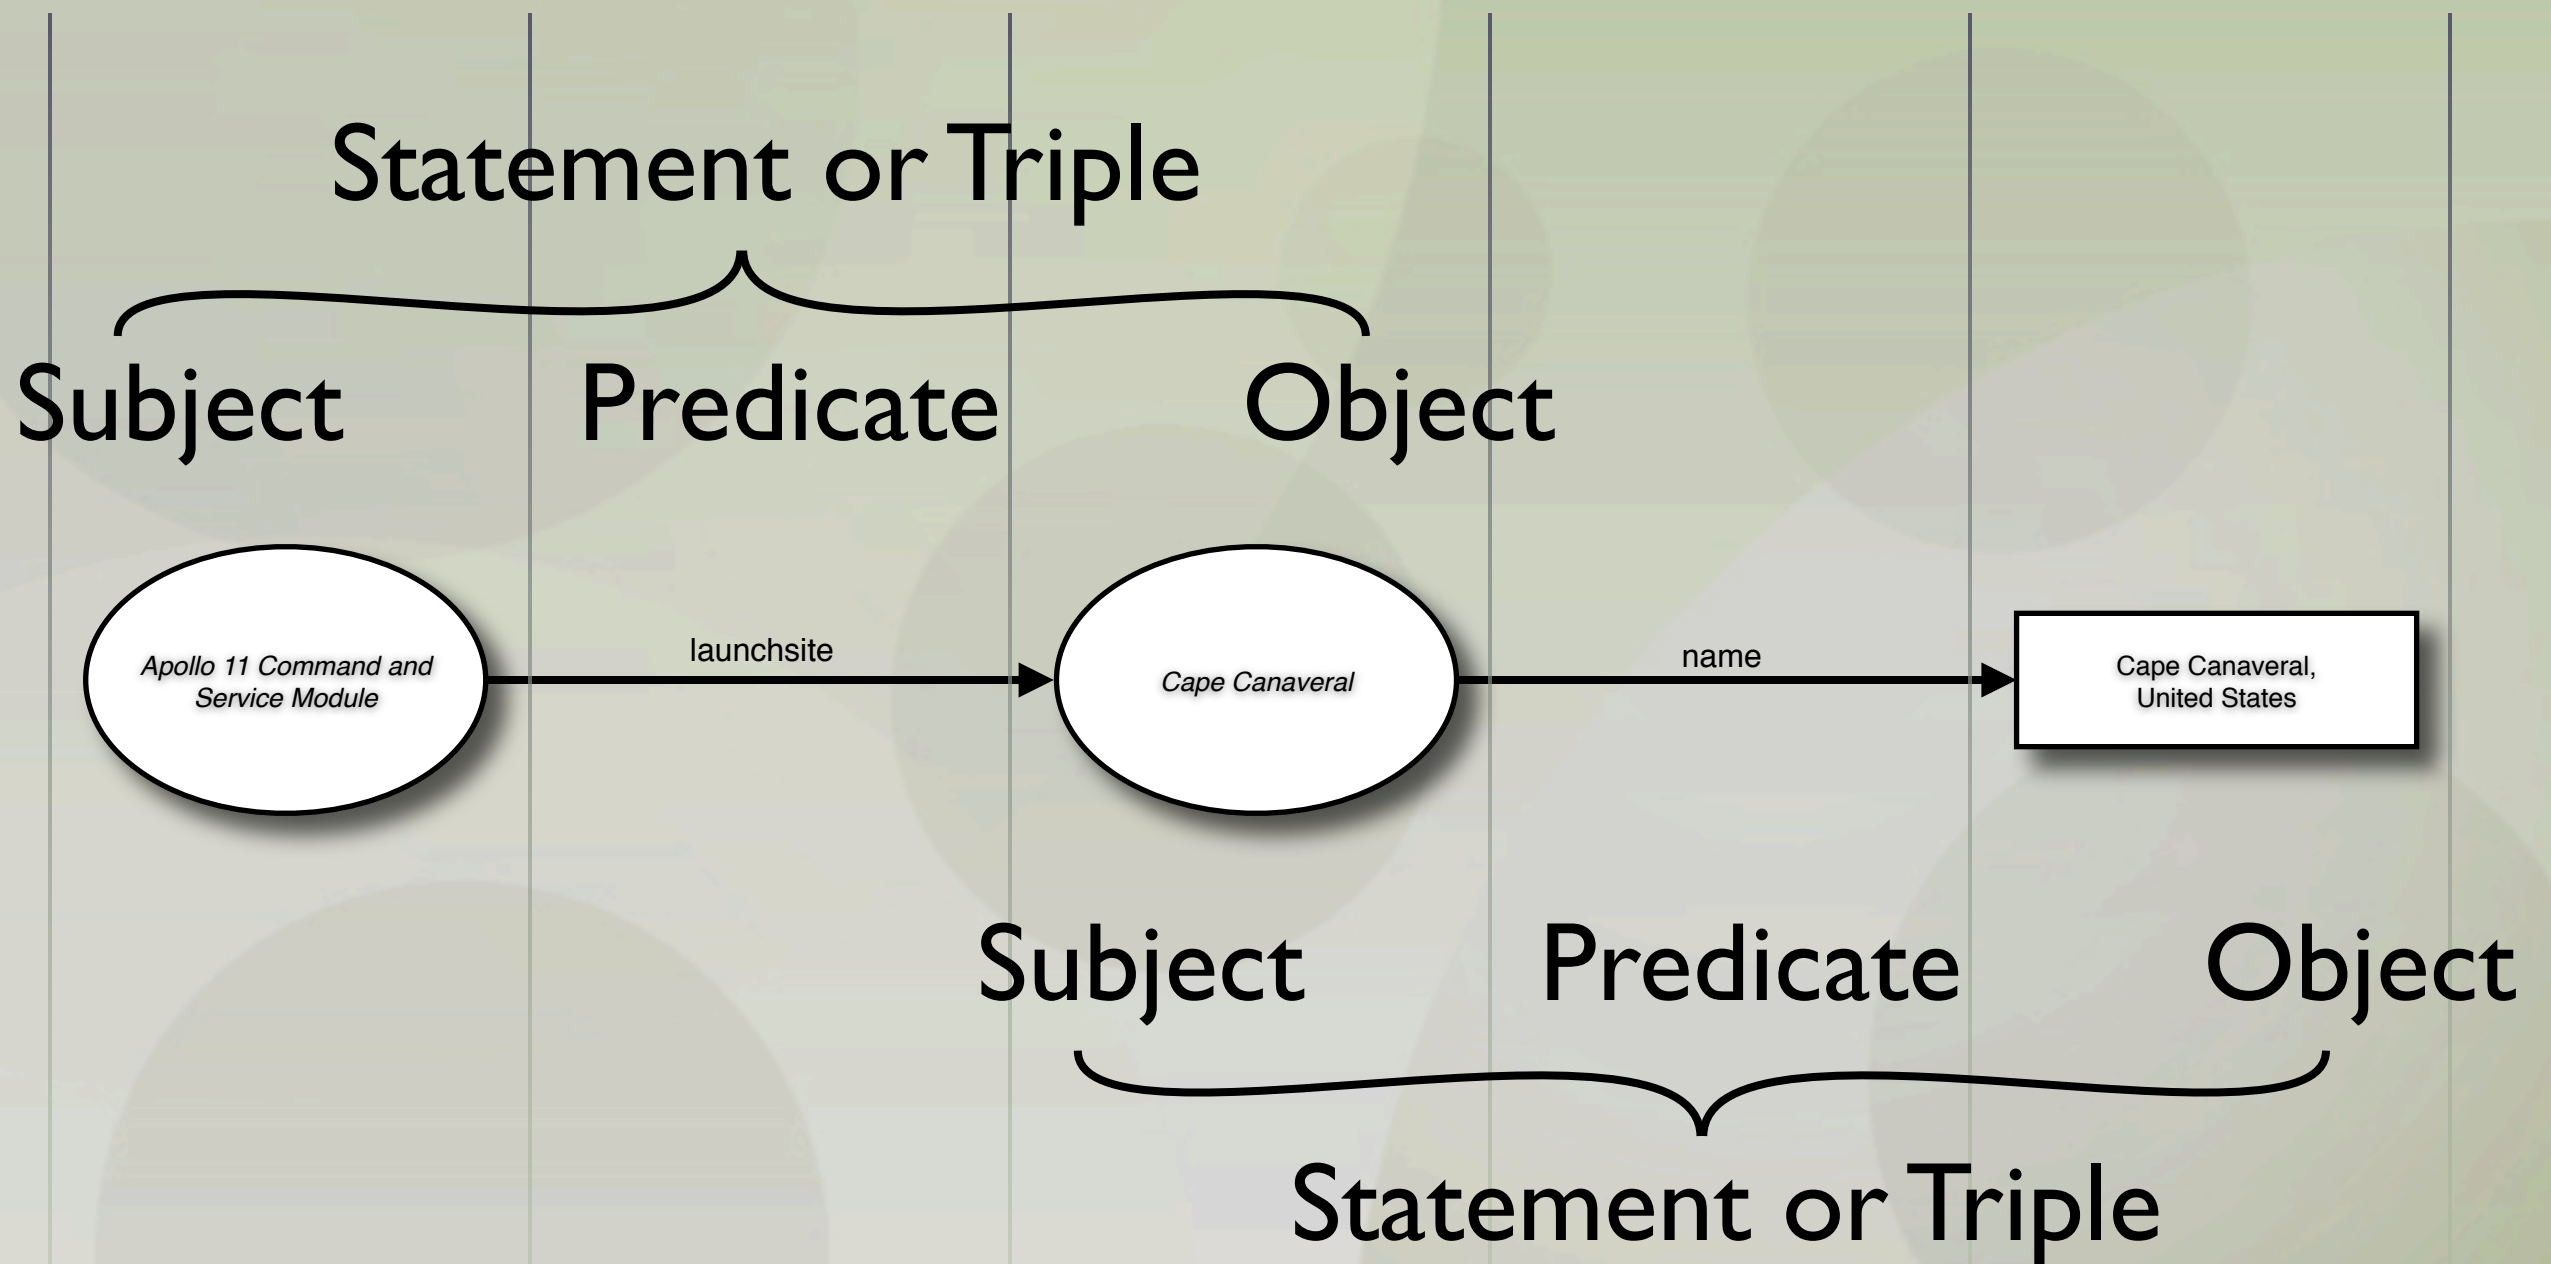 Statement or Triple
Subject Predicate Object
launchsite
name
Apollo 11 Command and
Service Module
Cape Canaveral
Cape Canaveral,
United States
Subject Predicate Object
Statement or Triple